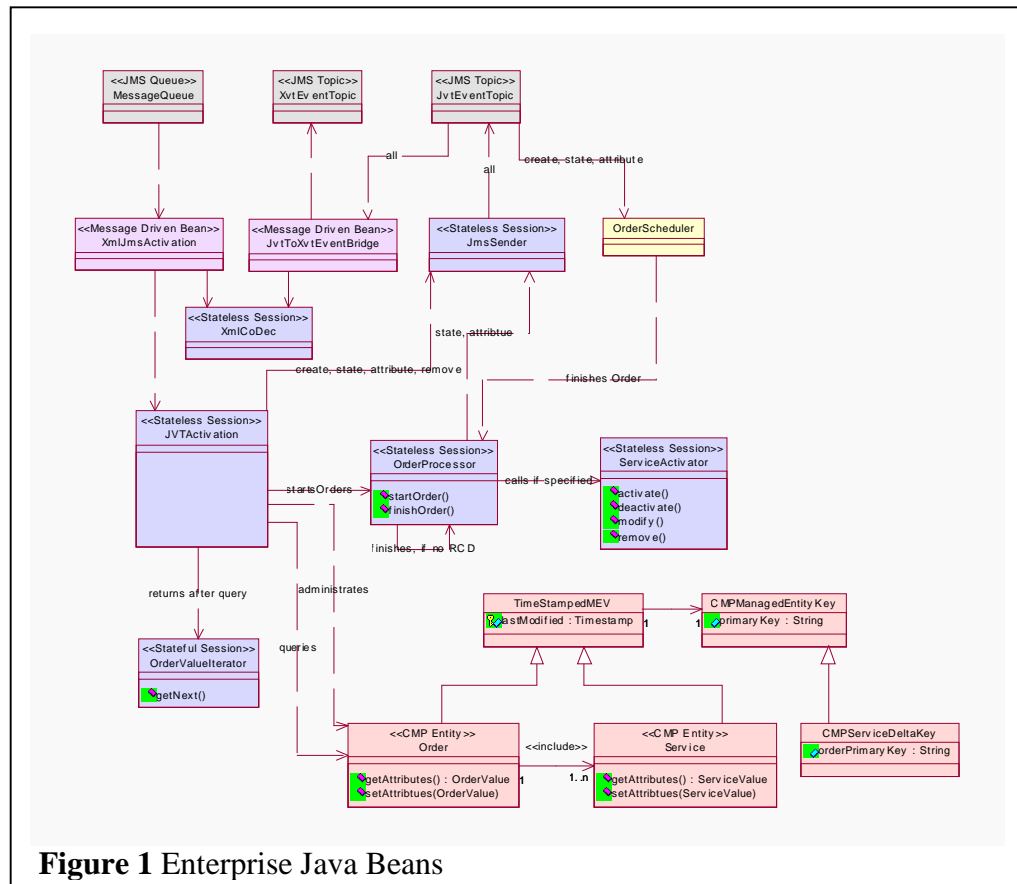 <<JMS Queue>>
MessageQueue
<<JMS Topic>>
XvtEventTopic
<<JMS Topic>>
JvtEventTopic
all
all
create, state, attribute
<<Message Driven Bean>>
XmlJmsActivation
<<Message Driven Bean>>
JvtToXvtEventBridge
<<Stateless Session>>
JmsSender
OrderScheduler
<<Stateless Session>>
XmlCoDec
state, attribtue
create, state, attribute, remove
finishes Order
<<Stateless Session>>
JVTActivation
<<Stateless Session>>
OrderProcessor
startOrder()
finishOrder()
<<Stateless Session>>
ServiceActivator
activate()
deactivate()
modify()
remove()
startsOrders
calls if specified
finishes, if no RCD
returns after query
administrates
queries
<<Stateful Session>>
OrderValueIterator
getNext()
TimeStampedMEV
lastModified : Timestamp
1
1
CMPManagedEntityKey
primaryKey : String
<<CMP Entity>>
Order
getAttributes() : OrderValue
setAttribtues(OrderValue)
<<include>>
1
1..n
<<CMP Entity>>
Service
getAttributes() : ServiceValue
setAttribtues(ServiceValue)
CMPServiceDeltaKey
orderPrimaryKey : String
Figure 1 Enterprise Java Beans